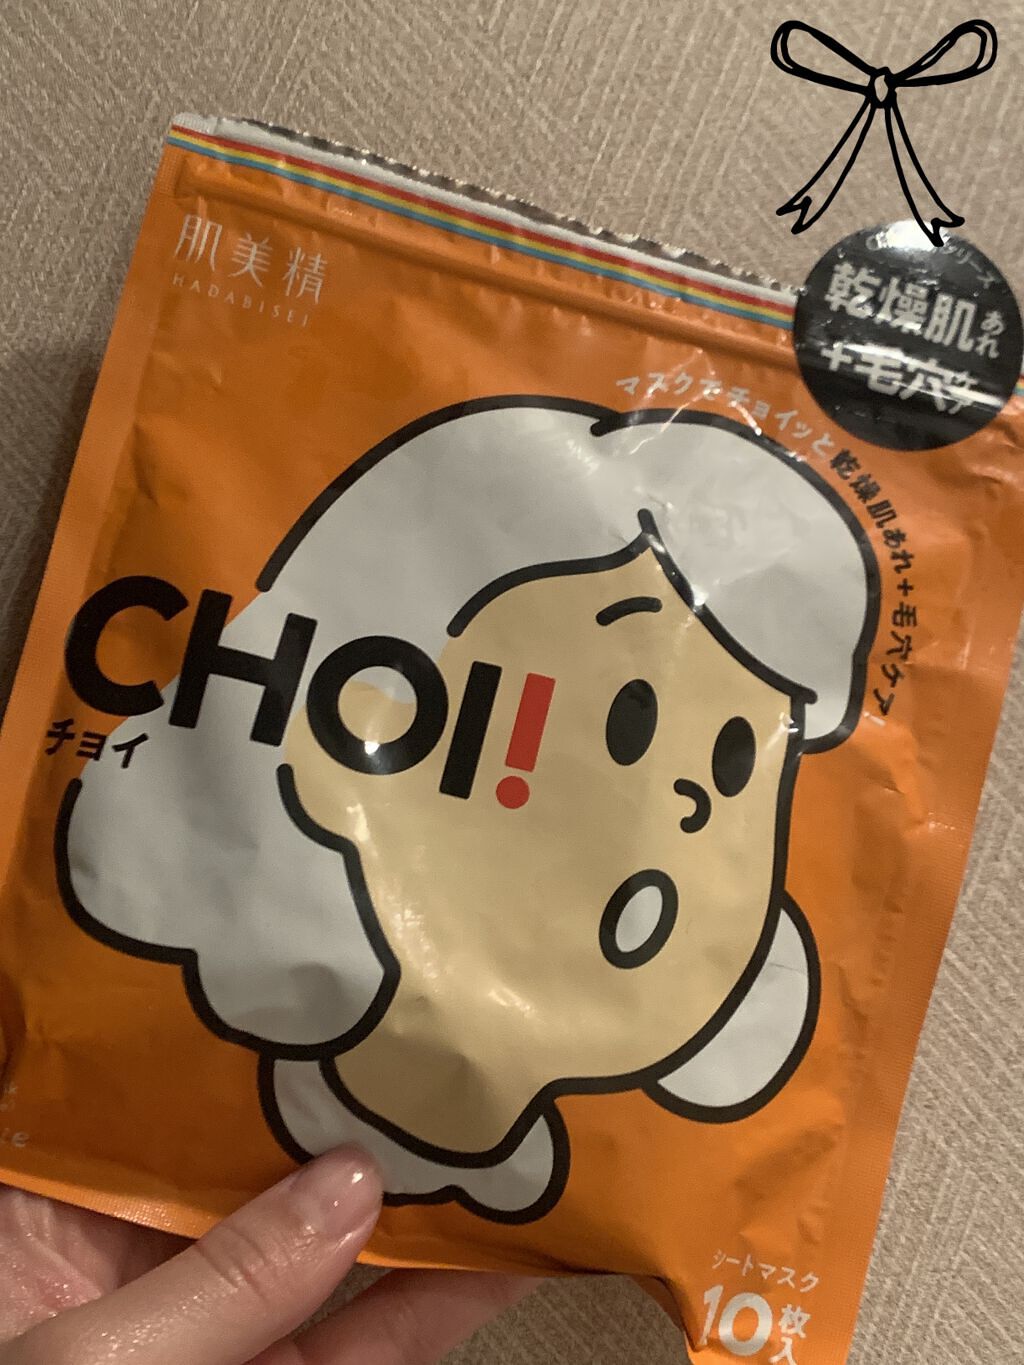 肌美精
HADABISEI
乾燥肌あれ
+毛穴ケア
マスクでチョイッと乾燥肌あれ+毛穴ケア
CHOI!
チョイ
シートマスク
10枚入